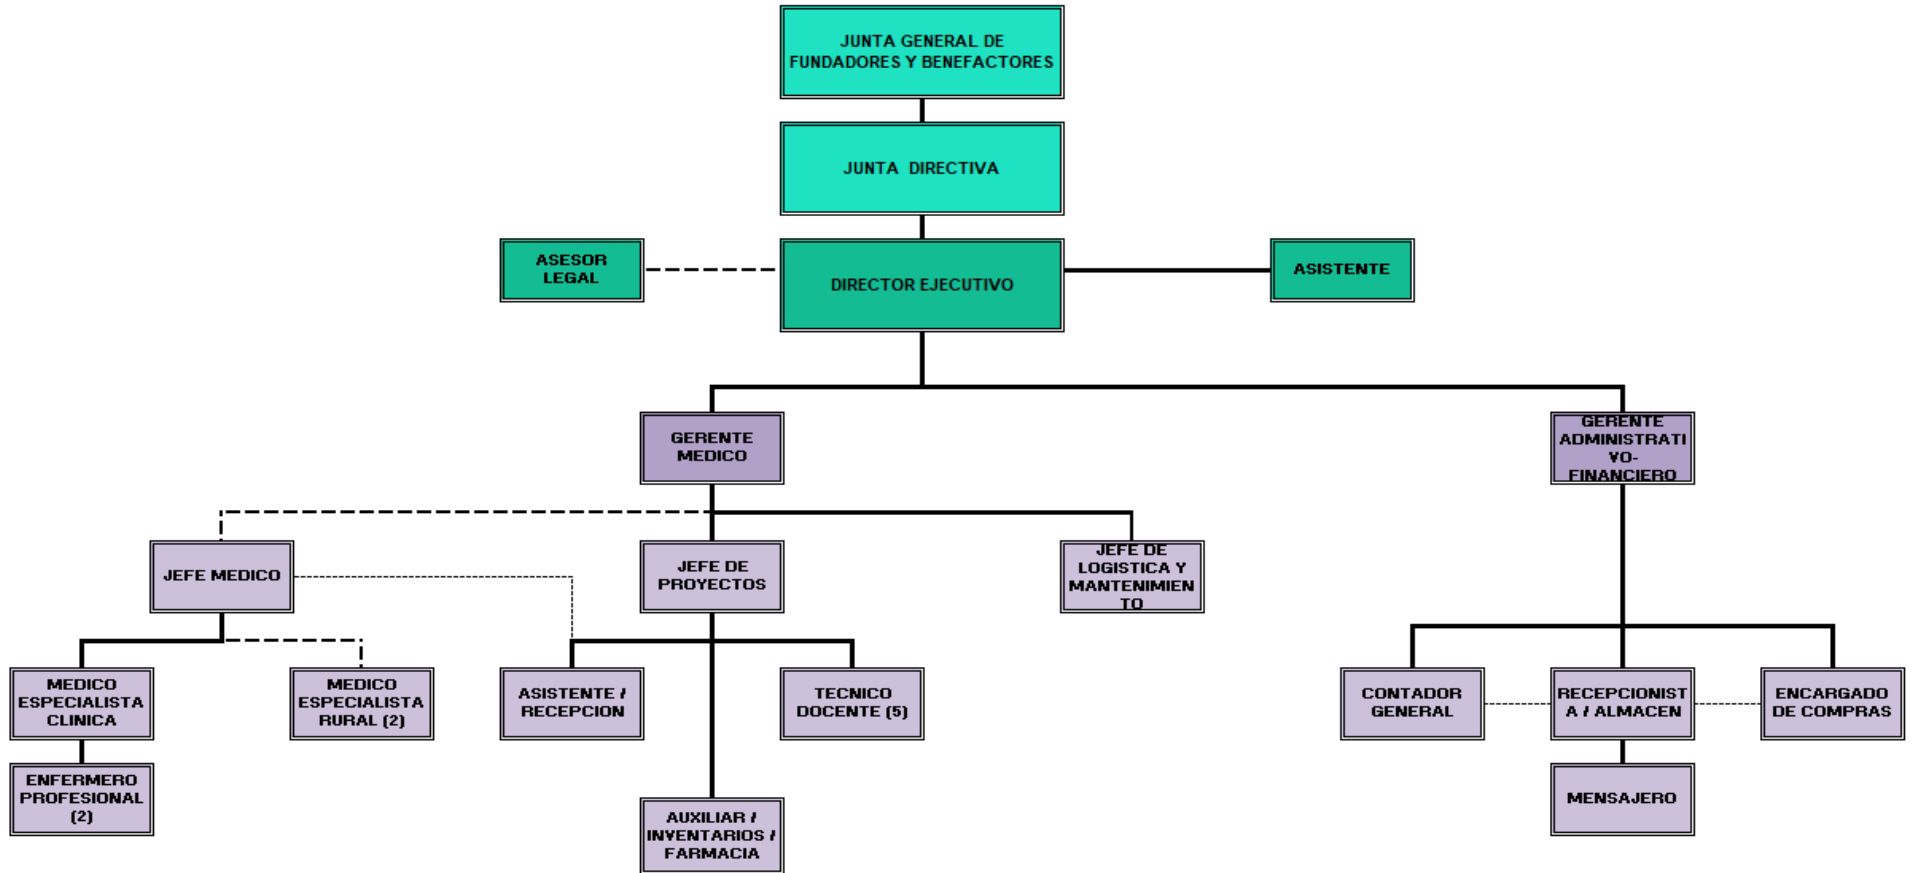 JUNTA GENERAL DE
FUNDADORES Y BENEFACTORES
JUNTA DIRECTIVA
ASESOR
LEGAL
DIRECTOR EJECUTIVO
ASISTENTE
GERENTE
MEDICO
GERENTE
ADMINISTRATI
VO-
FINANCIERO
JEFE MEDICO
JEFE DE
PROYECTOS
JEFE DE
LOGISTICA Y
MANTENIMIEN
TO
MEDICO
ESPECIALISTA
CLINICA
MEDICO
ESPECIALISTA
RURAL (2)
ASISTENTE /
RECEPCION
TECNICO
DOCENTE (5)
CONTADOR
GENERAL
RECEPCIONIST
A / ALMACEN
ENCARGADO
DE COMPRAS
ENFERMERO
PROFESIONAL
(2)
AUXILIAR /
INVENTARIOS /
FARMACIA
MENSAJERO